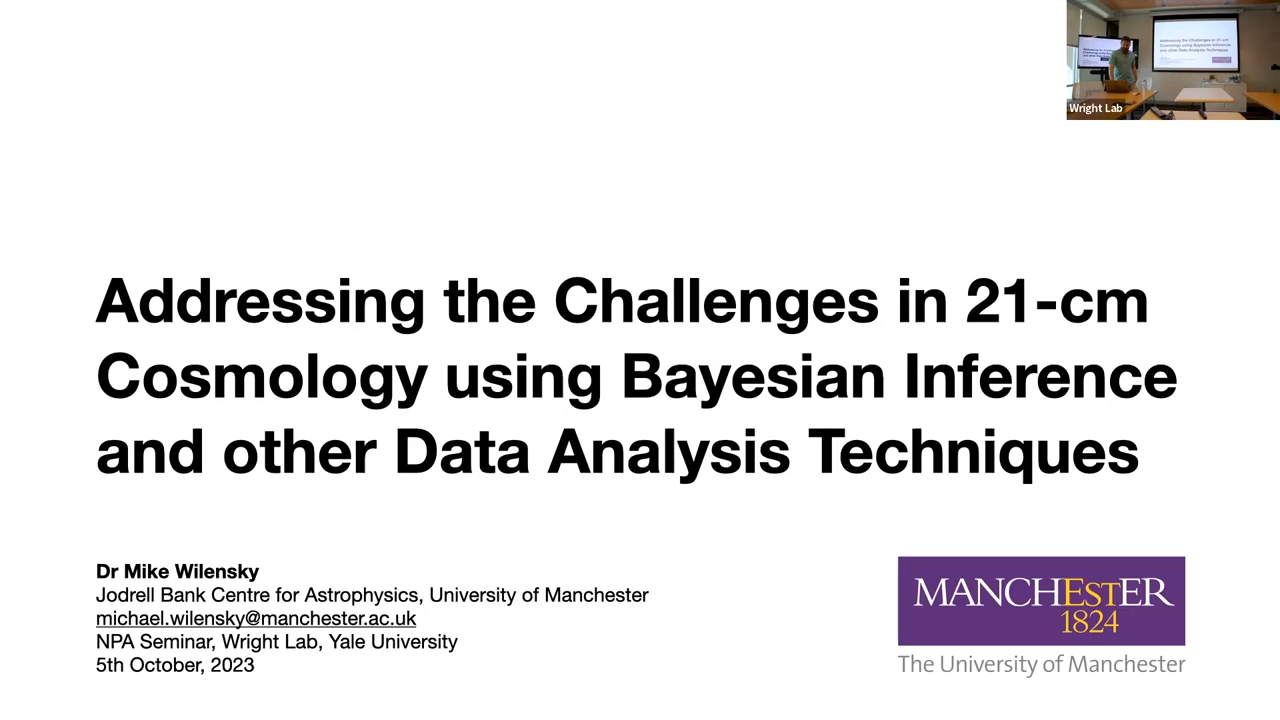 Wright Lab
Addressing the Challenges in 21-cm
Cosmology using Bayesian Inference
and other Data Analysis Techniques
Dr Mike Wilensky
Jodrell Bank Centre for Astrophysics, University of Manchester
michael.wilensky@manchester.ac.uk
NPA Seminar, Wright Lab, Yale University
5th October, 2023
MANCHEsTER
1824
The University of Manchester